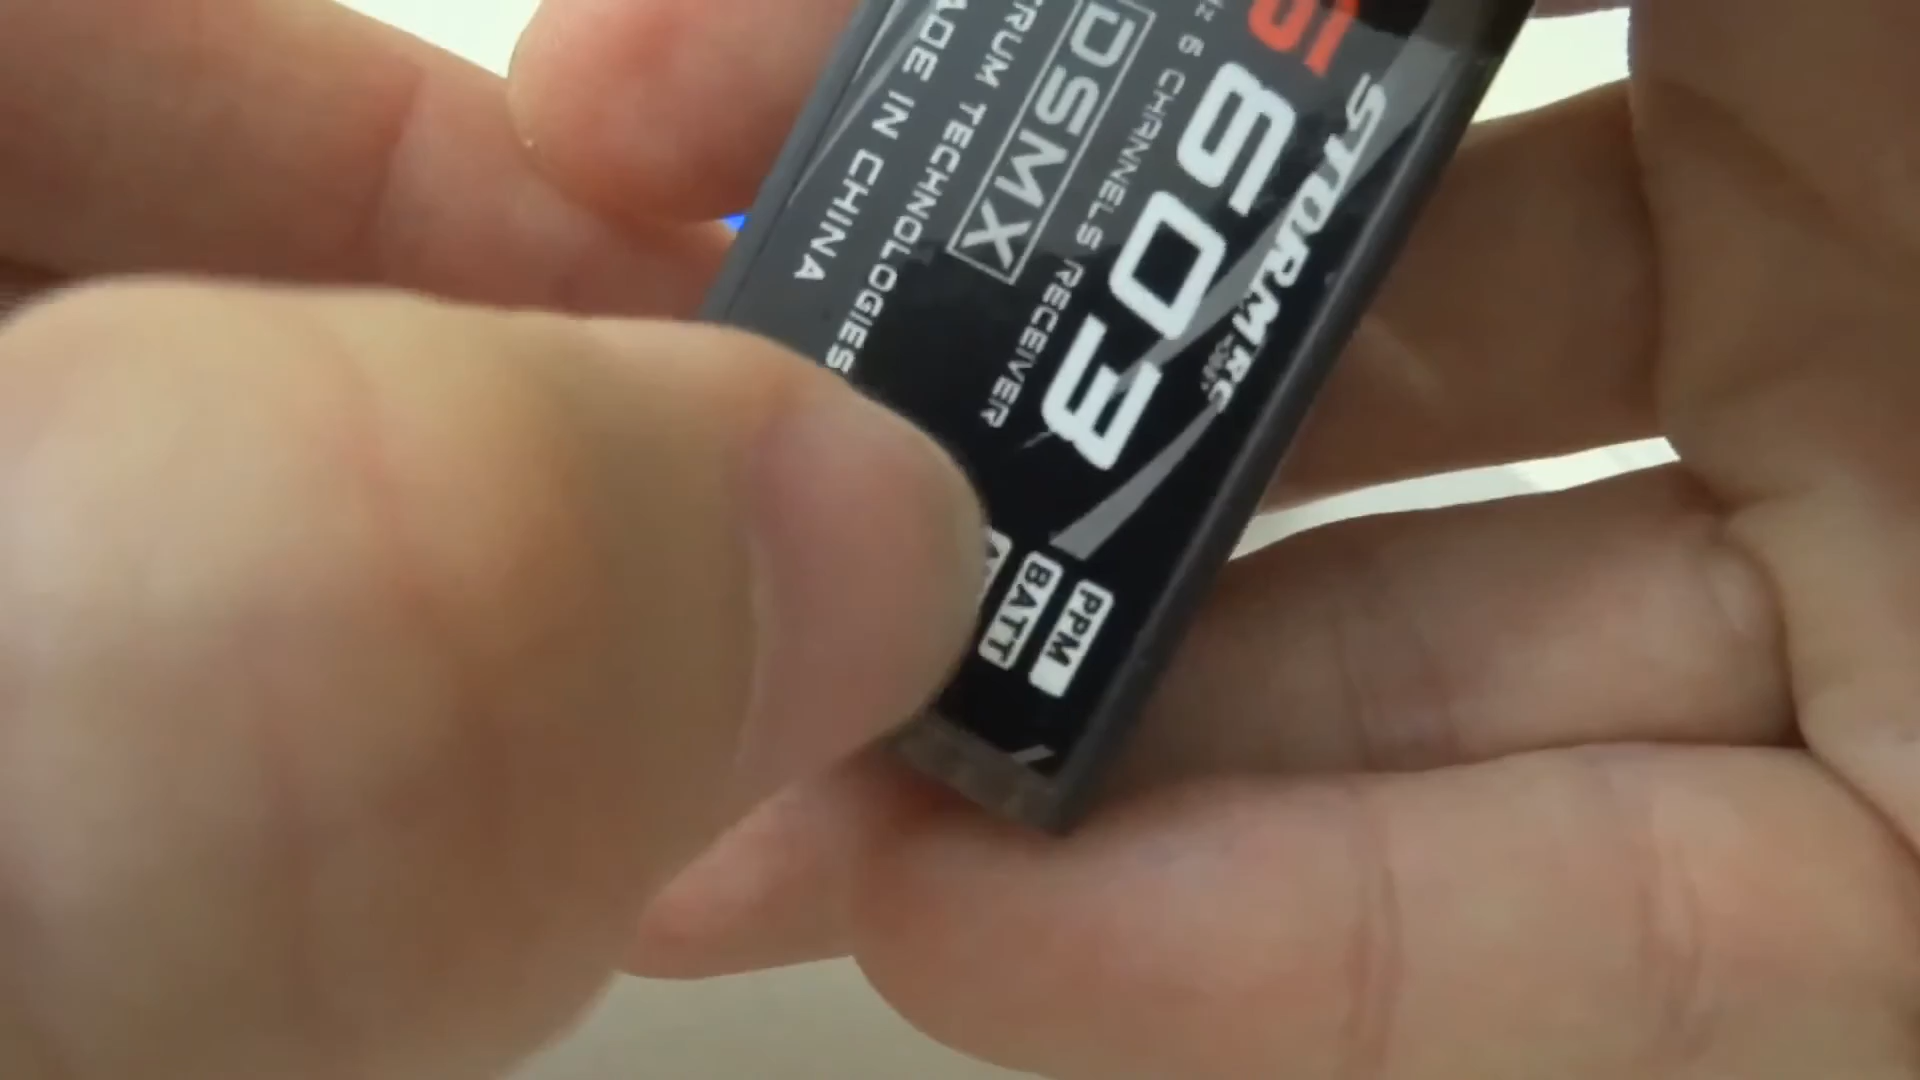 STORMRC
603
6 CHANNELS RECEIVER
DSMX
TRUM TECHNOLOGIES
ADE IN CHINA
PPM
BATT